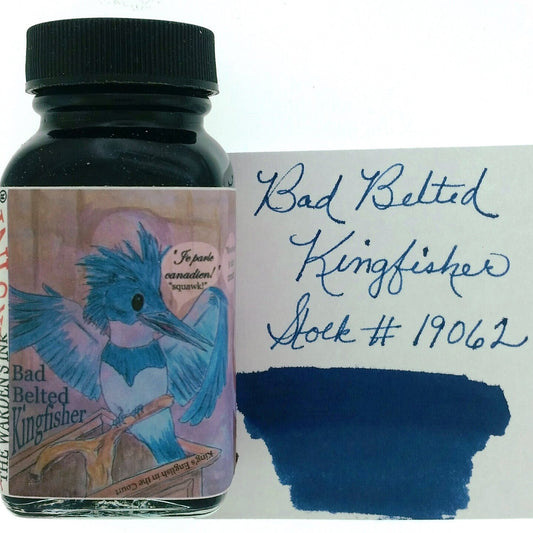 THE WARDEN'S INK
"Je parle
canadien!"
"squawk!"
Bad
Belted
Kingfisher
King's English in the Court
Bad Belted
Kingfisher
Stock # 19062